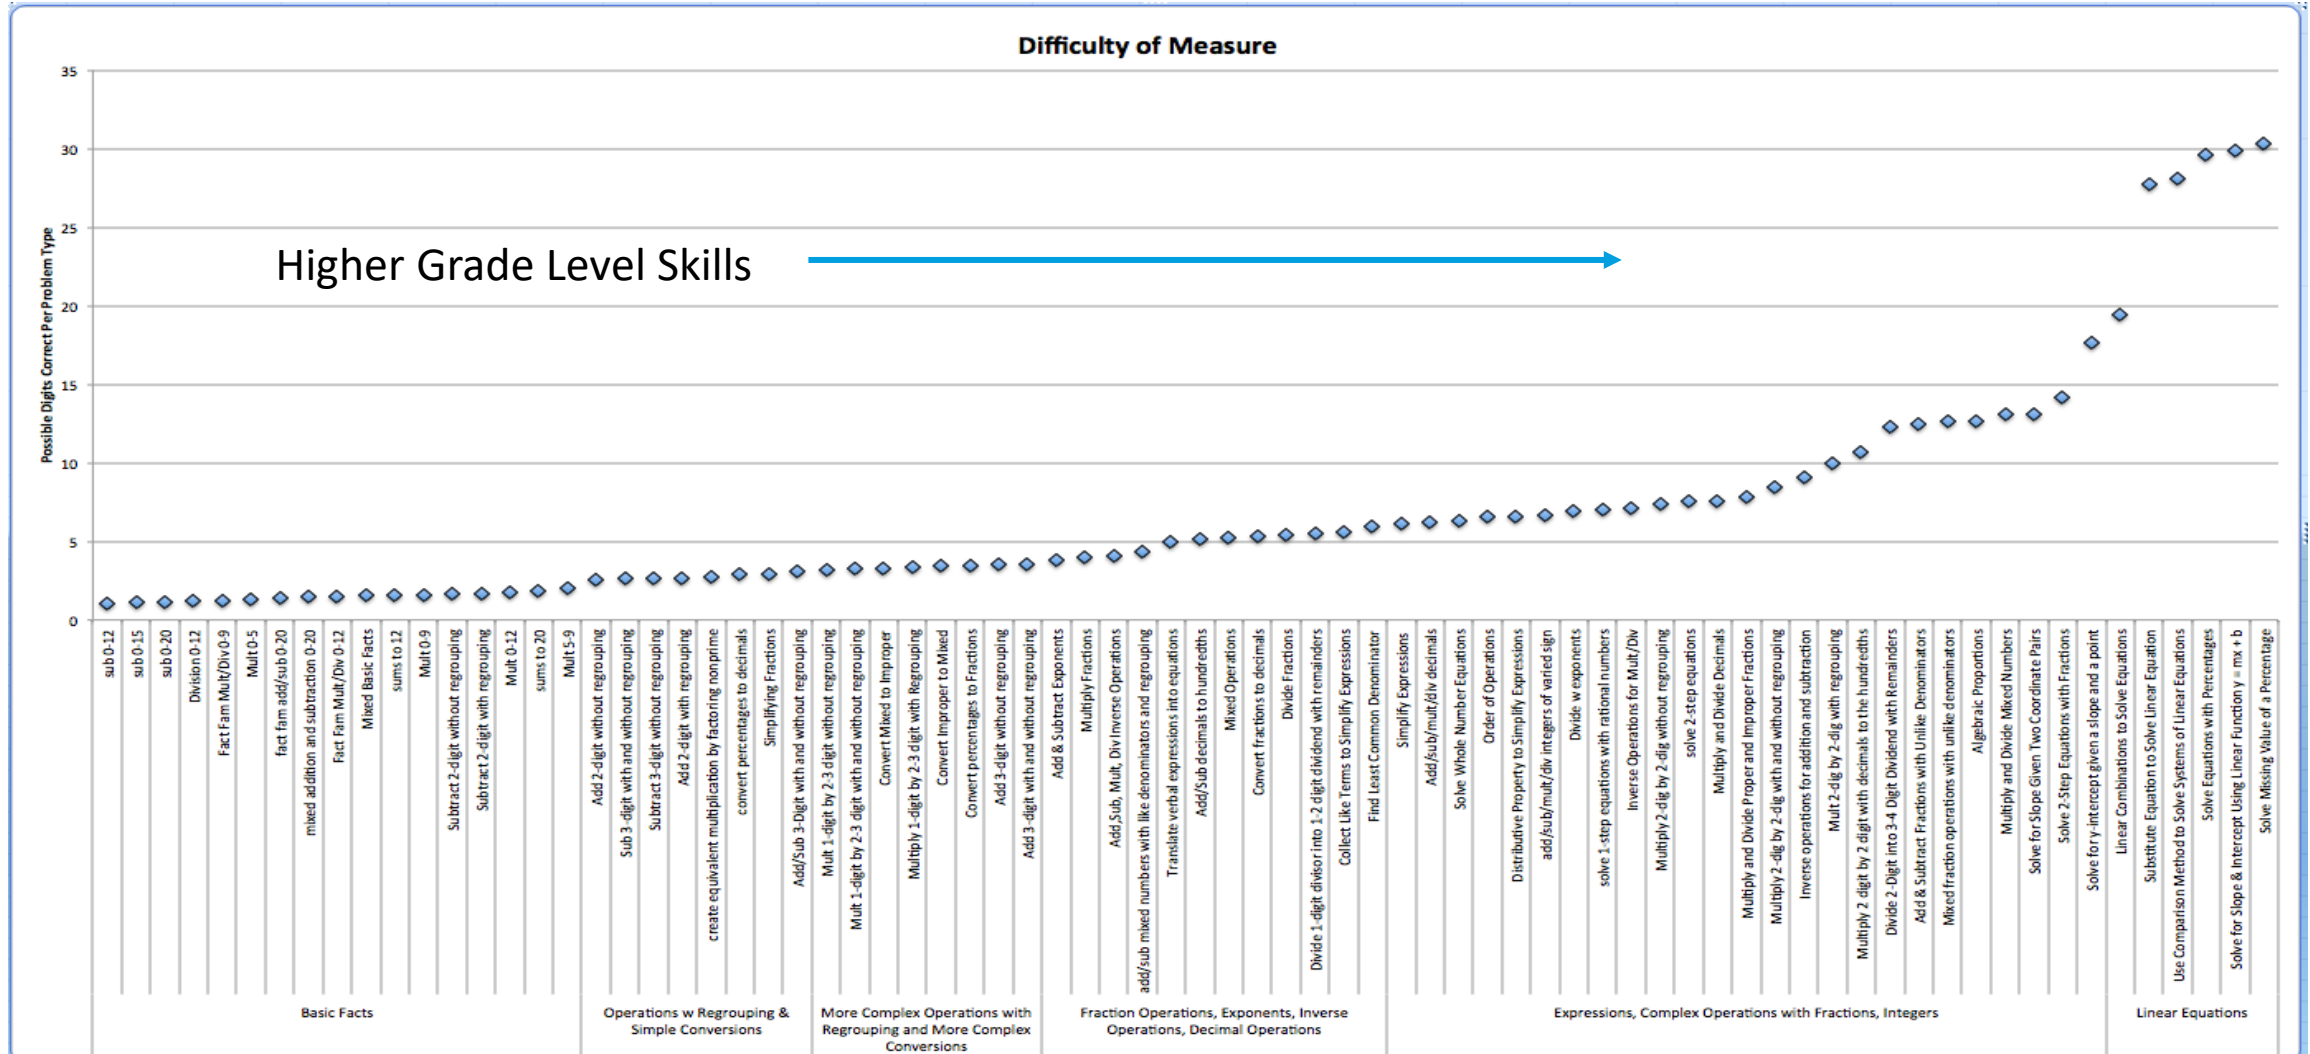 Difficulty of Measure
35
30
25
20
15
10
5
0
Possible Digits Correct Per Problem Type
Higher Grade Level Skills
sub 0-12
sub 0-15
sub 0-20
Division 0-12
Fact Fam Mult/Div 0-9
Mult 0-5
fact fam add/sub 0-20
mixed addition and subtraction 0-20
Fact Fam Mult/Div 0-12
Mixed Basic Facts
sums to 12
Mult 0-9
Subtract 2-digit without regrouping
Subtract 2-digit with regrouping
Mult 0-12
sums to 20
Mult 5-9
Add 2-digit without regrouping
Sub 3-digit with and without regrouping
Subtract 3-digit without regrouping
Add 2-digit with regrouping
create equivalent multiplication by factoring nonprime
convert percentages to decimals
Simplifying Fractions
Add/Sub 3-Digit with and without regrouping
Mult 1-digit by 2-3 digit without regrouping
Mult 1-digit by 2-3 digit with and without regrouping
Convert Mixed to Improper
Multiply 1-digit by 2-3 digit with Regrouping
Convert Improper to Mixed
Convert percentages to Fractions
Add 3-digit without regrouping
Add 3-digit with and without regrouping
Add & Subtract Exponents
Multiply Fractions
Add,Sub, Mult, Div Inverse Operations
add/sub mixed numbers with like denominators and regrouping
Translate verbal expressions into equations
Add/Sub decimals to hundredths
Mixed Operations
Convert fractions to decimals
Divide Fractions
Divide 1-digit divisor into 1-2 digit dividend with remainders
Collect Like Terms to Simplify Expressions
Find Least Common Denominator
Simplify Expressions
Add/sub/mult/div decimals
Solve Whole Number Equations
Order of Operations
Distributive Property to Simplify Expressions
add/sub/mult/div integers of varied sign
Divide w exponents
solve 1-step equations with rational numbers
Inverse Operations for Mult/Div
Multiply 2-dig by 2-dig without regrouping
solve 2-step equations
Multiply and Divide Decimals
Multiply and Divide Proper and Improper Fractions
Multiply 2-dig by 2-dig with and without regrouping
Inverse operations for addition and subtraction
Mult 2-dig by 2-dig with regrouping
Multiply 2 digit by 2 digit with decimals to the hundredths
Divide 2-Digit into 3-4 Digit Dividend with Remainders
Add & Subtract Fractions with Unlike Denominators
Mixed fraction operations with unlike denominators
Algebraic Proportions
Multiply and Divide Mixed Numbers
Solve for Slope Given Two Coordinate Pairs
Solve 2-Step Equations with Fractions
Solve for y-intercept given a slope and a point
Linear Combinations to Solve Equations
Substitute Equation to Solve Linear Equation
Use Comparison Method to Solve Systems of Linear Equations
Solve Equations with Percentages
Solve for Slope & Intercept Using Linear Function y = mx + b
Solve Missing Value of a Percentage
Basic Facts
Operations w Regrouping &
Simple Conversions
More Complex Operations with
Regrouping and More Complex
Conversions
Fraction Operations, Exponents, Inverse
Operations, Decimal Operations
Expressions, Complex Operations with Fractions, Integers
Linear Equations